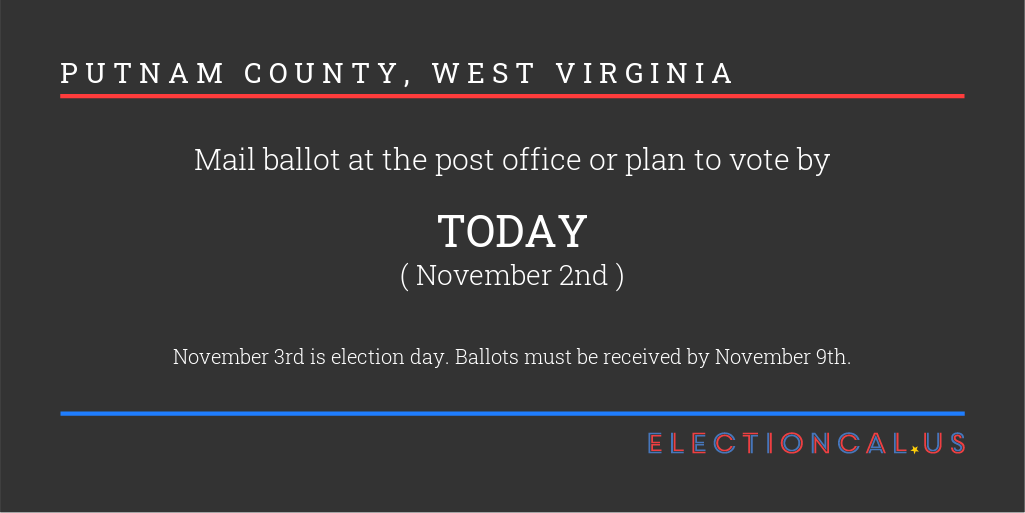 PUTNAM COUNTY, WEST VIRGINIA
Mail ballot at the post office or plan to vote by
TODAY
( November 2nd )
November 3rd is election day. Ballots must be received by November 9th.
ELECTIONCAL.US